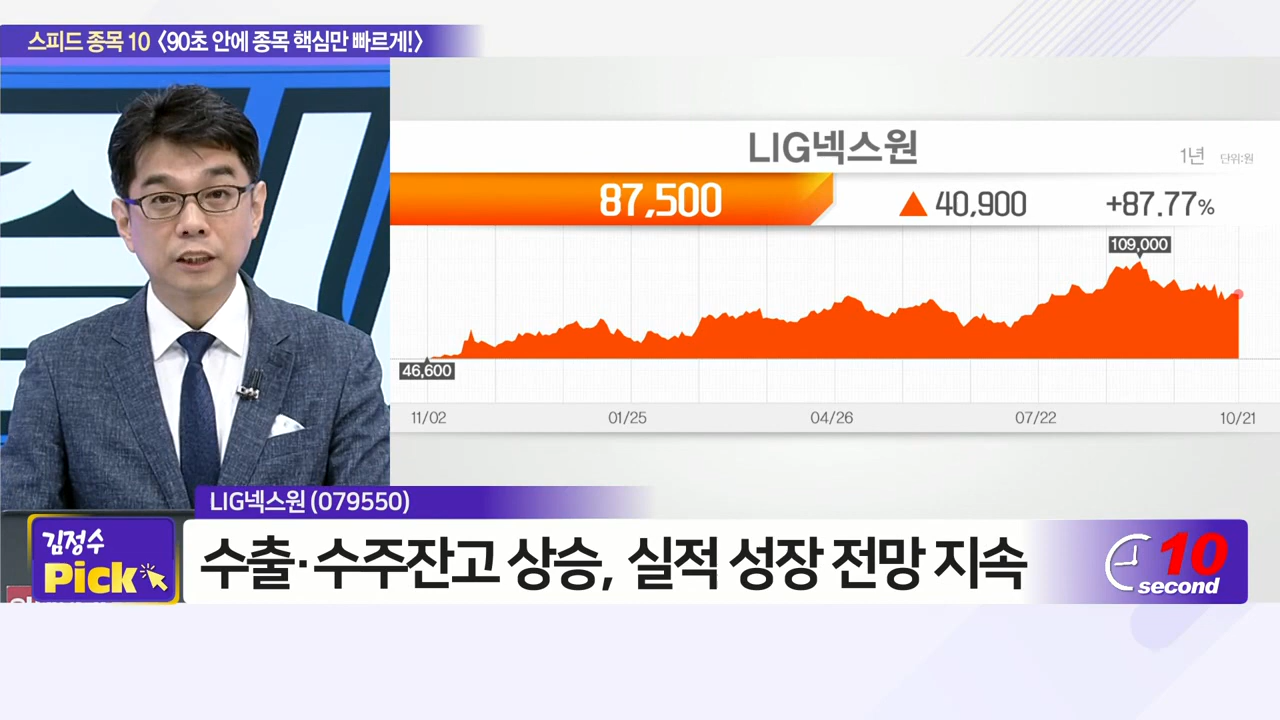 스피드 종목 10 〈90초 안에 종목 핵심만 빠르게!〉
LIG넥스원
1년 단위:원
87,500 ▲ 40,900 +87.77%
109,000
46,600
11/02 01/25 04/26 07/22 10/21
LIG넥스원 (079550)
김정수
Pick
수출·수주잔고 상승, 실적 성장 전망 지속
10
second